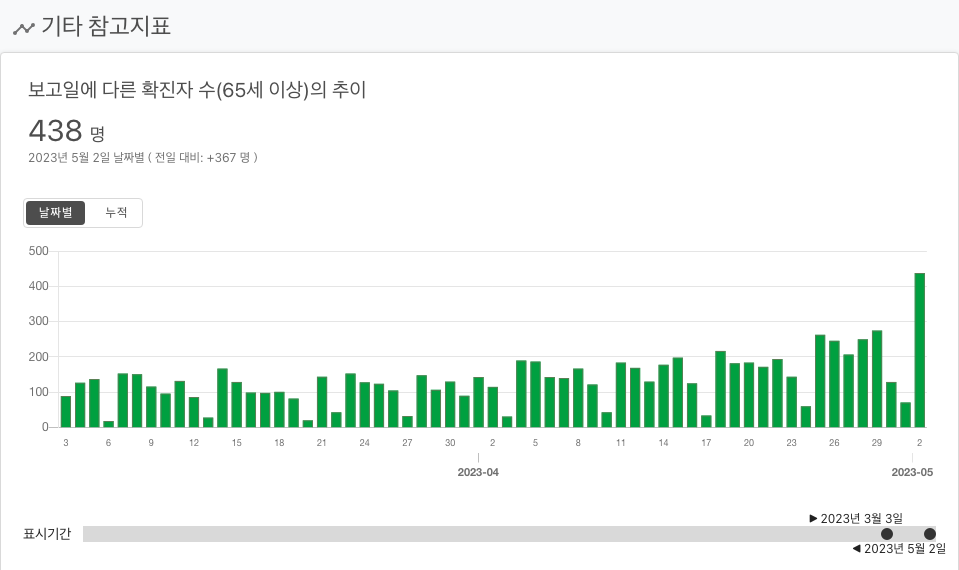 기타 참고지표
보고일에 다른 확진자 수(65세 이상)의 추이
438 명
2023년 5월 2일 날짜별 ( 전일 대비: +367 명 )
날짜별 누적
500
400
300
200
100
0
3 6 9 12 15 18 21 24 27 30 2 5 8 11 14 17 20 23 26 29 2
2023-04 2023-05
▶ 2023년 3월 3일
표시기간
◀ 2023년 5월 2일